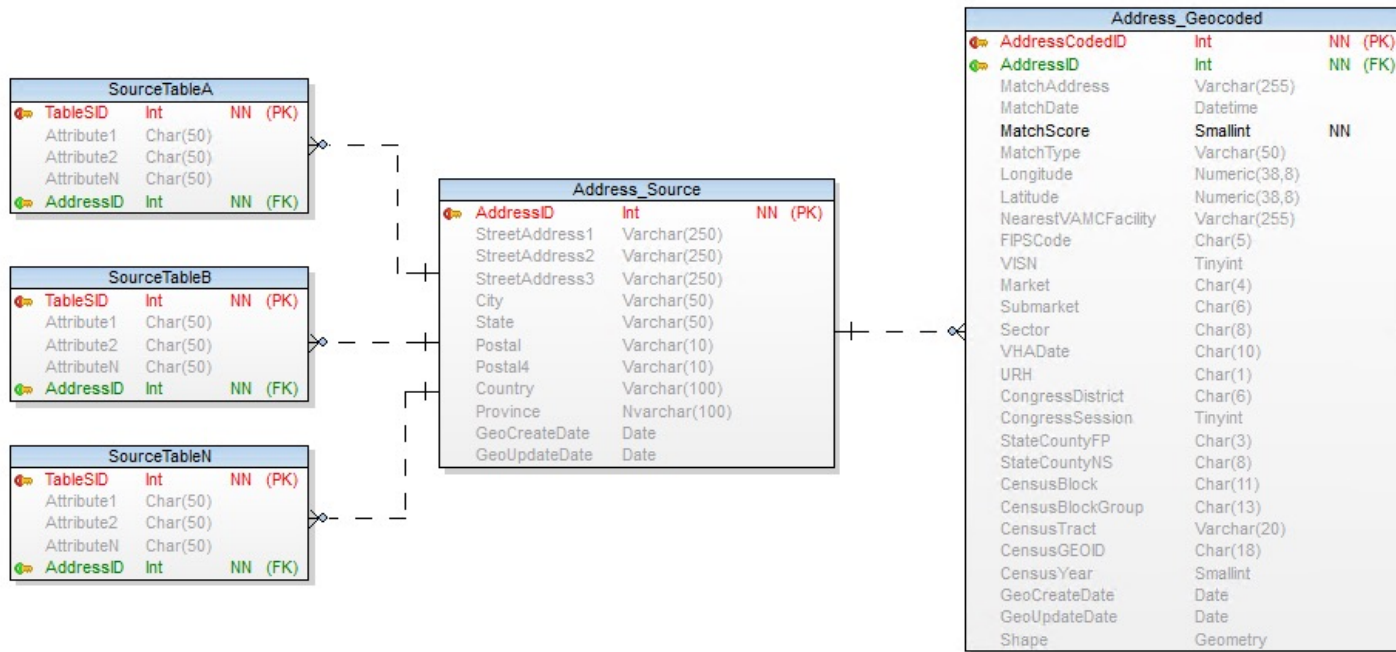 SourceTableA
TableSID Int NN (PK)
Attribute1 Char(50)
Attribute2 Char(50)
AttributeN Char(50)
AddressID Int NN (FK)
SourceTableB
TableSID Int NN (PK)
Attribute1 Char(50)
Attribute2 Char(50)
AttributeN Char(50)
AddressID Int NN (FK)
SourceTableN
TableSID Int NN (PK)
Attribute1 Char(50)
Attribute2 Char(50)
AttributeN Char(50)
AddressID Int NN (FK)
Address_Source
AddressID Int NN (PK)
StreetAddress1 Varchar(250)
StreetAddress2 Varchar(250)
StreetAddress3 Varchar(250)
City Varchar(50)
State Varchar(50)
Postal Varchar(10)
Postal4 Varchar(10)
Country Varchar(100)
Province Nvarchar(100)
GeoCreateDate Date
GeoUpdateDate Date
Address_Geocoded
AddressCodedID Int NN (PK)
AddressID Int NN (FK)
MatchAddress Varchar(255)
MatchDate Datetime
MatchScore Smallint NN
MatchType Varchar(50)
Longitude Numeric(38,8)
Latitude Numeric(38,8)
NearestVAMCFacility Varchar(255)
FIPSCode Char(5)
VISN Tinyint
Market Char(4)
Submarket Char(6)
Sector Char(8)
VHADate Char(10)
URH Char(1)
CongressDistrict Char(6)
CongressSession Tinyint
StateCountyFP Char(3)
StateCountyNS Char(8)
CensusBlock Char(11)
CensusBlockGroup Char(13)
CensusTract Varchar(20)
CensusGEOID Char(18)
CensusYear Smallint
GeoCreateDate Date
GeoUpdateDate Date
Shape Geometry